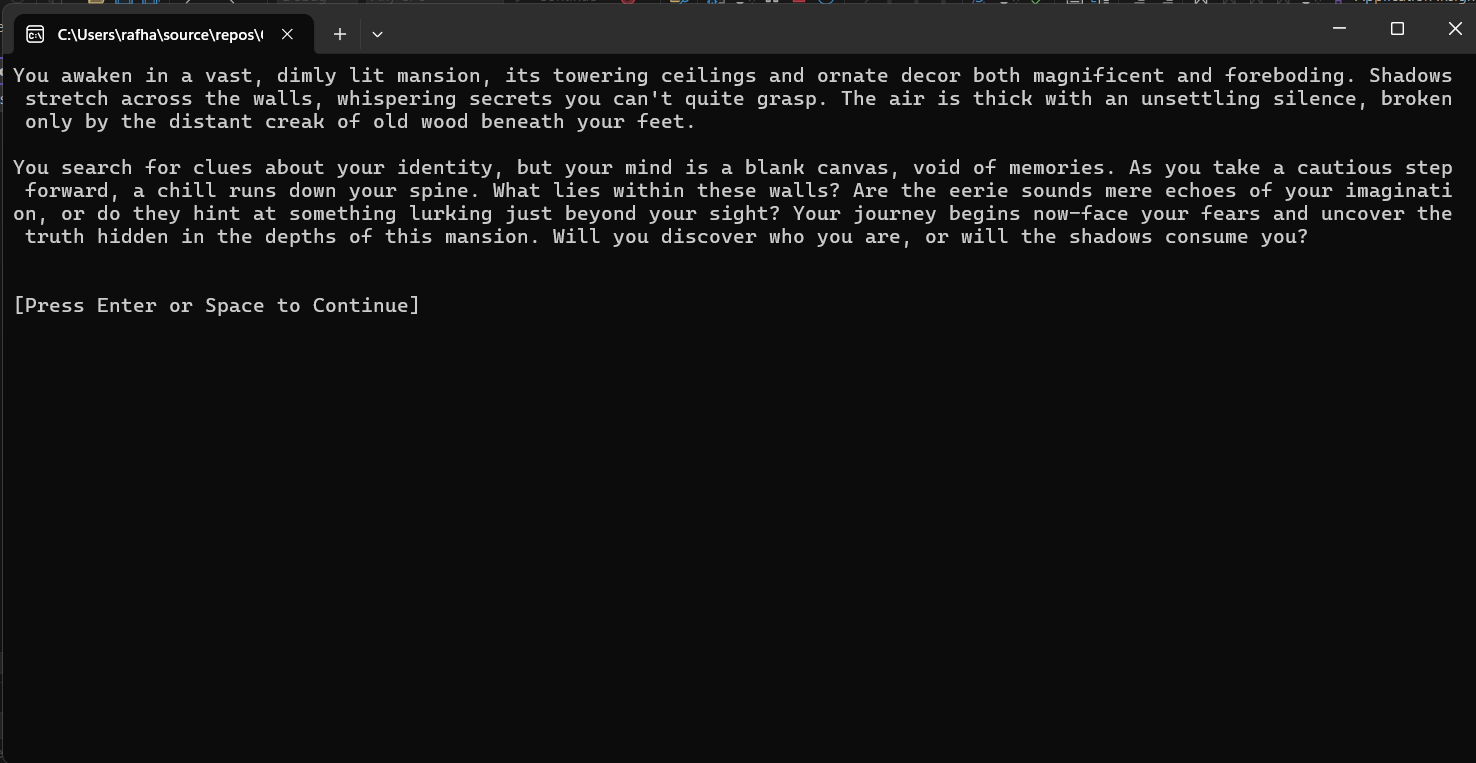 C:\Users\rafha\source\repos\
You awaken in a vast, dimly lit mansion, its towering ceilings and ornate decor both magnificent and foreboding. Shadows
stretch across the walls, whispering secrets you can't quite grasp. The air is thick with an unsettling silence, broken
only by the distant creak of old wood beneath your feet.
You search for clues about your identity, but your mind is a blank canvas, void of memories. As you take a cautious step
forward, a chill runs down your spine. What lies within these walls? Are the eerie sounds mere echoes of your imaginati
on, or do they hint at something lurking just beyond your sight? Your journey begins now—face your fears and uncover the
truth hidden in the depths of this mansion. Will you discover who you are, or will the shadows consume you?
[Press Enter or Space to Continue]